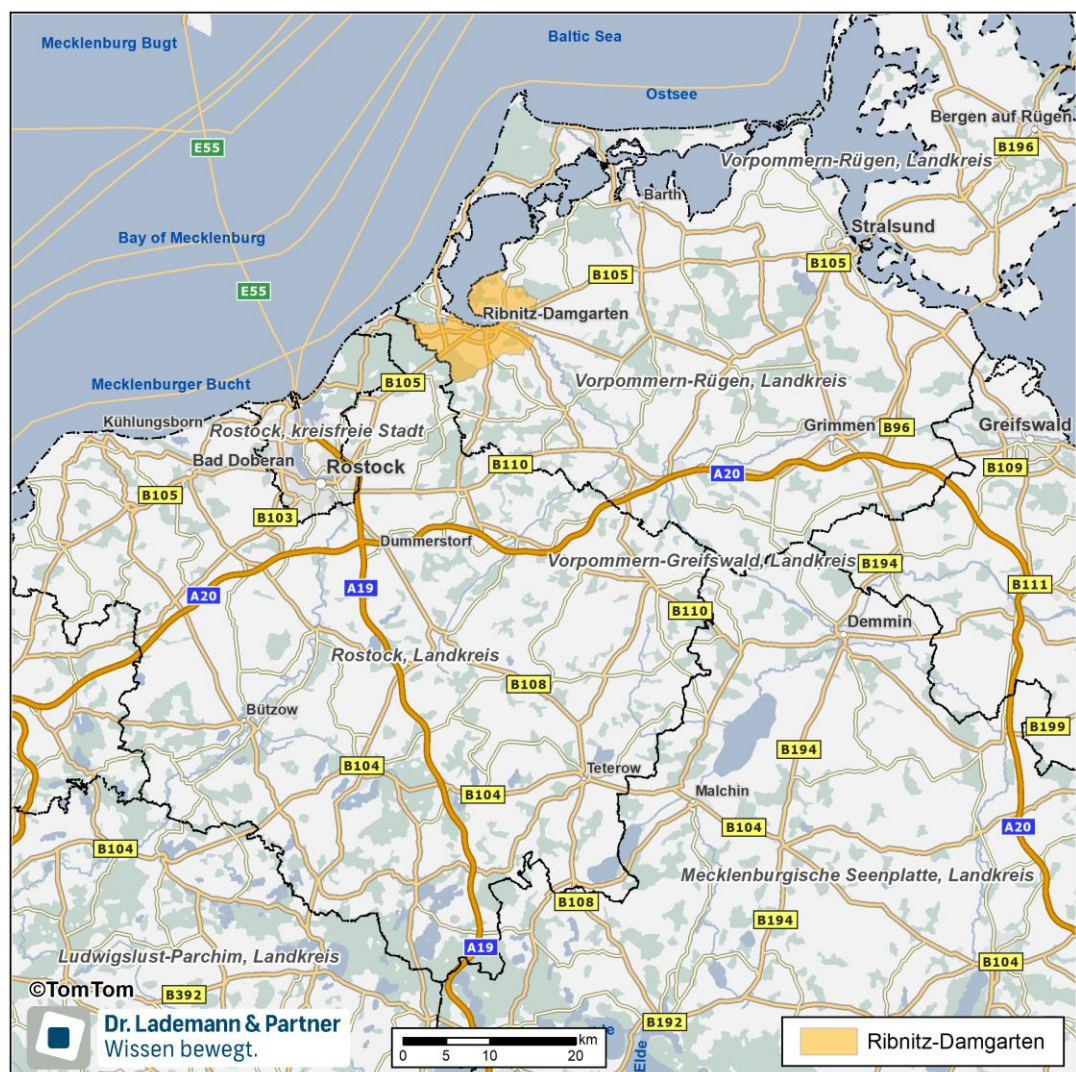 Mecklenburg Bugt
Baltic Sea
Ostsee
Bergen auf Rügen
B196
E55
Vorpommern-Rügen, Landkreis
Barth
Stralsund
Bay of Mecklenburg
B105
B105
E55
Ribnitz-Damgarten
Mecklenburger Bucht
B105
Vorpommern-Rügen, Landkreis
Kühlungsborn
Rostock, kreisfreie Stadt
Grimmen
B96
Greifswald
Bad Doberan
Rostock
B110
A20
B109
B105
B103
Dummerstorf
Vorpommern-Greifswald, Landkreis
B194
A20
A19
B111
B110
Demmin
Rostock, Landkreis
B108
Bützow
B199
B194
B104
Teterow
B104
Malchin
B104
A20
B104
Mecklenburgische Seenplatte, Landkreis
B108
B194
A19
Ludwigslust-Parchim, Landkreis
B104
©TomTom
B392
Dr. Lademann & Partner
Wissen bewegt.
km
0 5 10 20
B192
Elde
Ribnitz-Damgarten